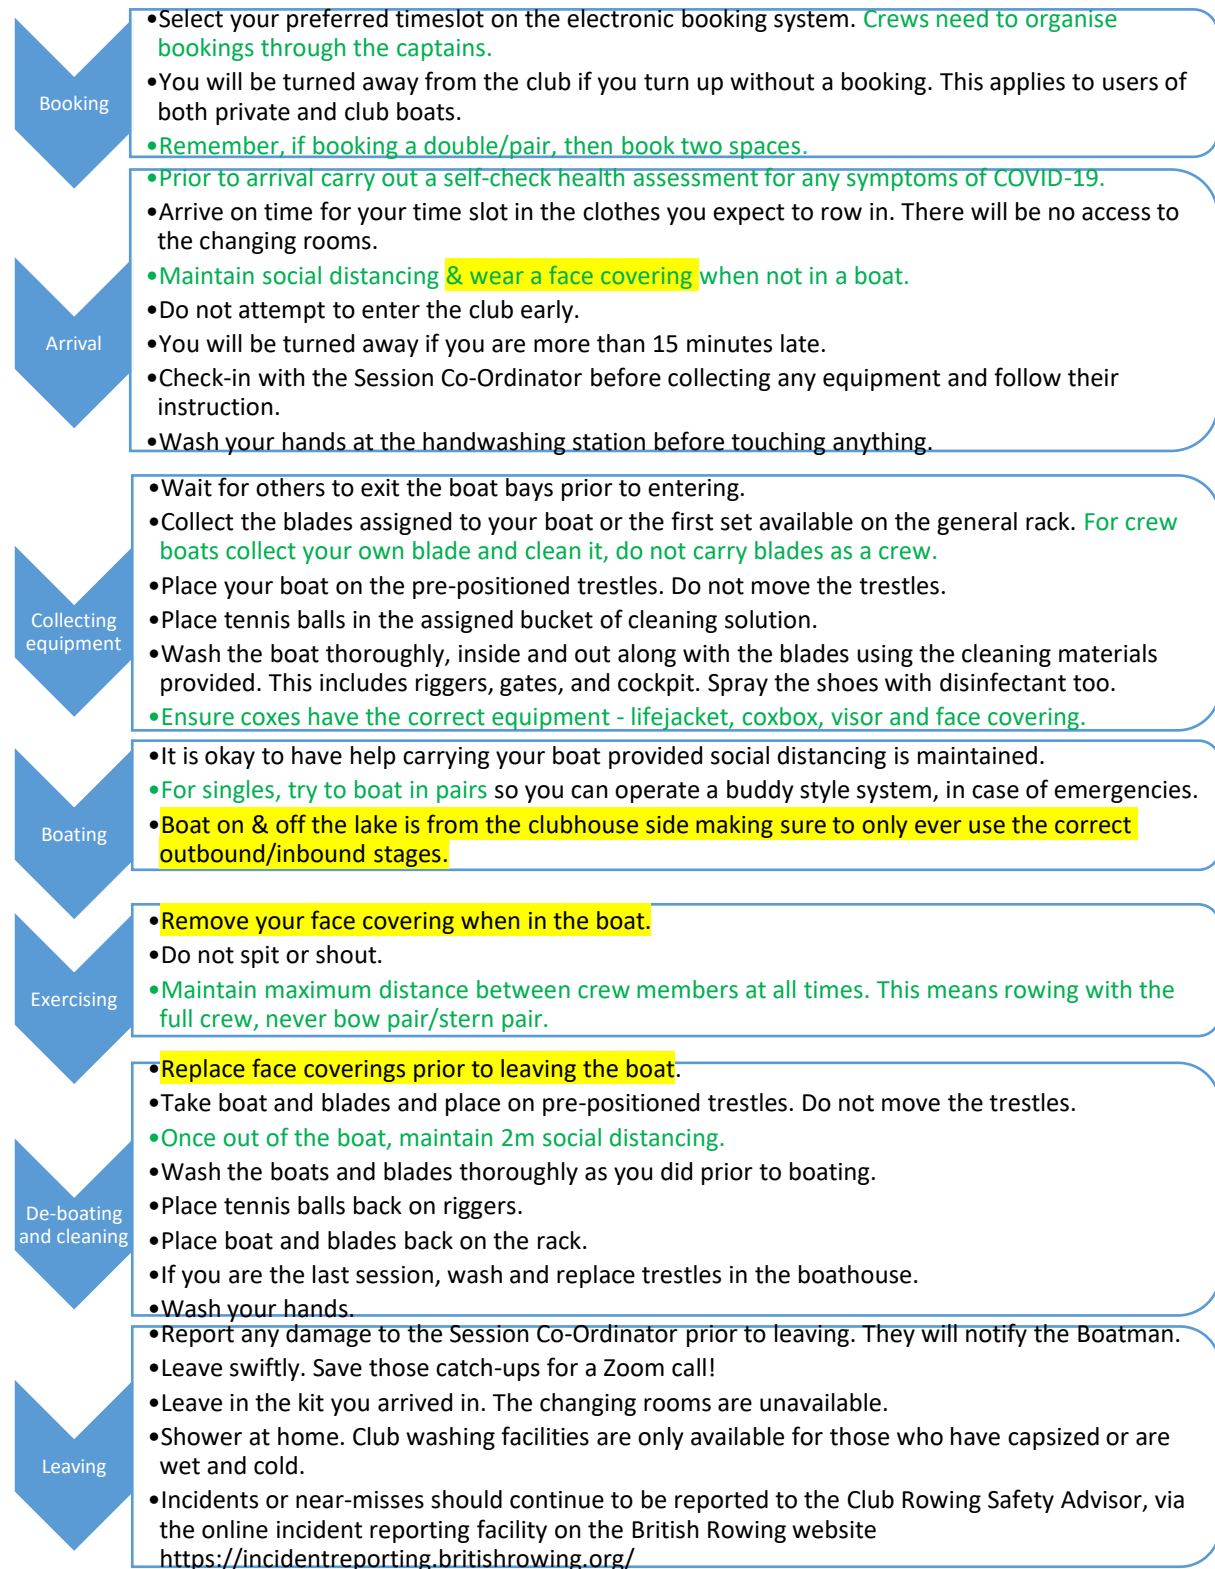 Booking
•Select your preferred timeslot on the electronic booking system. Crews need to organise
bookings through the captains.
•You will be turned away from the club if you turn up without a booking. This applies to users of
both private and club boats.
•Remember, if booking a double/pair, then book two spaces.
Arrival
•Prior to arrival carry out a self-check health assessment for any symptoms of COVID-19.
•Arrive on time for your time slot in the clothes you expect to row in. There will be no access to
the changing rooms.
•Maintain social distancing & wear a face covering when not in a boat.
•Do not attempt to enter the club early.
•You will be turned away if you are more than 15 minutes late.
•Check-in with the Session Co-Ordinator before collecting any equipment and follow their
instruction.
•Wash your hands at the handwashing station before touching anything.
Collecting
equipment
•Wait for others to exit the boat bays prior to entering.
•Collect the blades assigned to your boat or the first set available on the general rack. For crew
boats collect your own blade and clean it, do not carry blades as a crew.
•Place your boat on the pre-positioned trestles. Do not move the trestles.
•Place tennis balls in the assigned bucket of cleaning solution.
•Wash the boat thoroughly, inside and out along with the blades using the cleaning materials
provided. This includes riggers, gates, and cockpit. Spray the shoes with disinfectant too.
•Ensure coxes have the correct equipment - lifejacket, coxbox, visor and face covering.
Boating
•It is okay to have help carrying your boat provided social distancing is maintained.
•For singles, try to boat in pairs so you can operate a buddy style system, in case of emergencies.
•Boat on & off the lake is from the clubhouse side making sure to only ever use the correct
outbound/inbound stages.
Exercising
•Remove your face covering when in the boat.
•Do not spit or shout.
•Maintain maximum distance between crew members at all times. This means rowing with the
full crew, never bow pair/stern pair.
De-boating
and cleaning
•Replace face coverings prior to leaving the boat.
•Take boat and blades and place on pre-positioned trestles. Do not move the trestles.
•Once out of the boat, maintain 2m social distancing.
•Wash the boats and blades thoroughly as you did prior to boating.
•Place tennis balls back on riggers.
•Place boat and blades back on the rack.
•If you are the last session, wash and replace trestles in the boathouse.
•Wash your hands.
Leaving
•Report any damage to the Session Co-Ordinator prior to leaving. They will notify the Boatman.
•Leave swiftly. Save those catch-ups for a Zoom call!
•Leave in the kit you arrived in. The changing rooms are unavailable.
•Shower at home. Club washing facilities are only available for those who have capsized or are
wet and cold.
•Incidents or near-misses should continue to be reported to the Club Rowing Safety Advisor, via
the online incident reporting facility on the British Rowing website
https://incidentreporting.britishrowing.org/